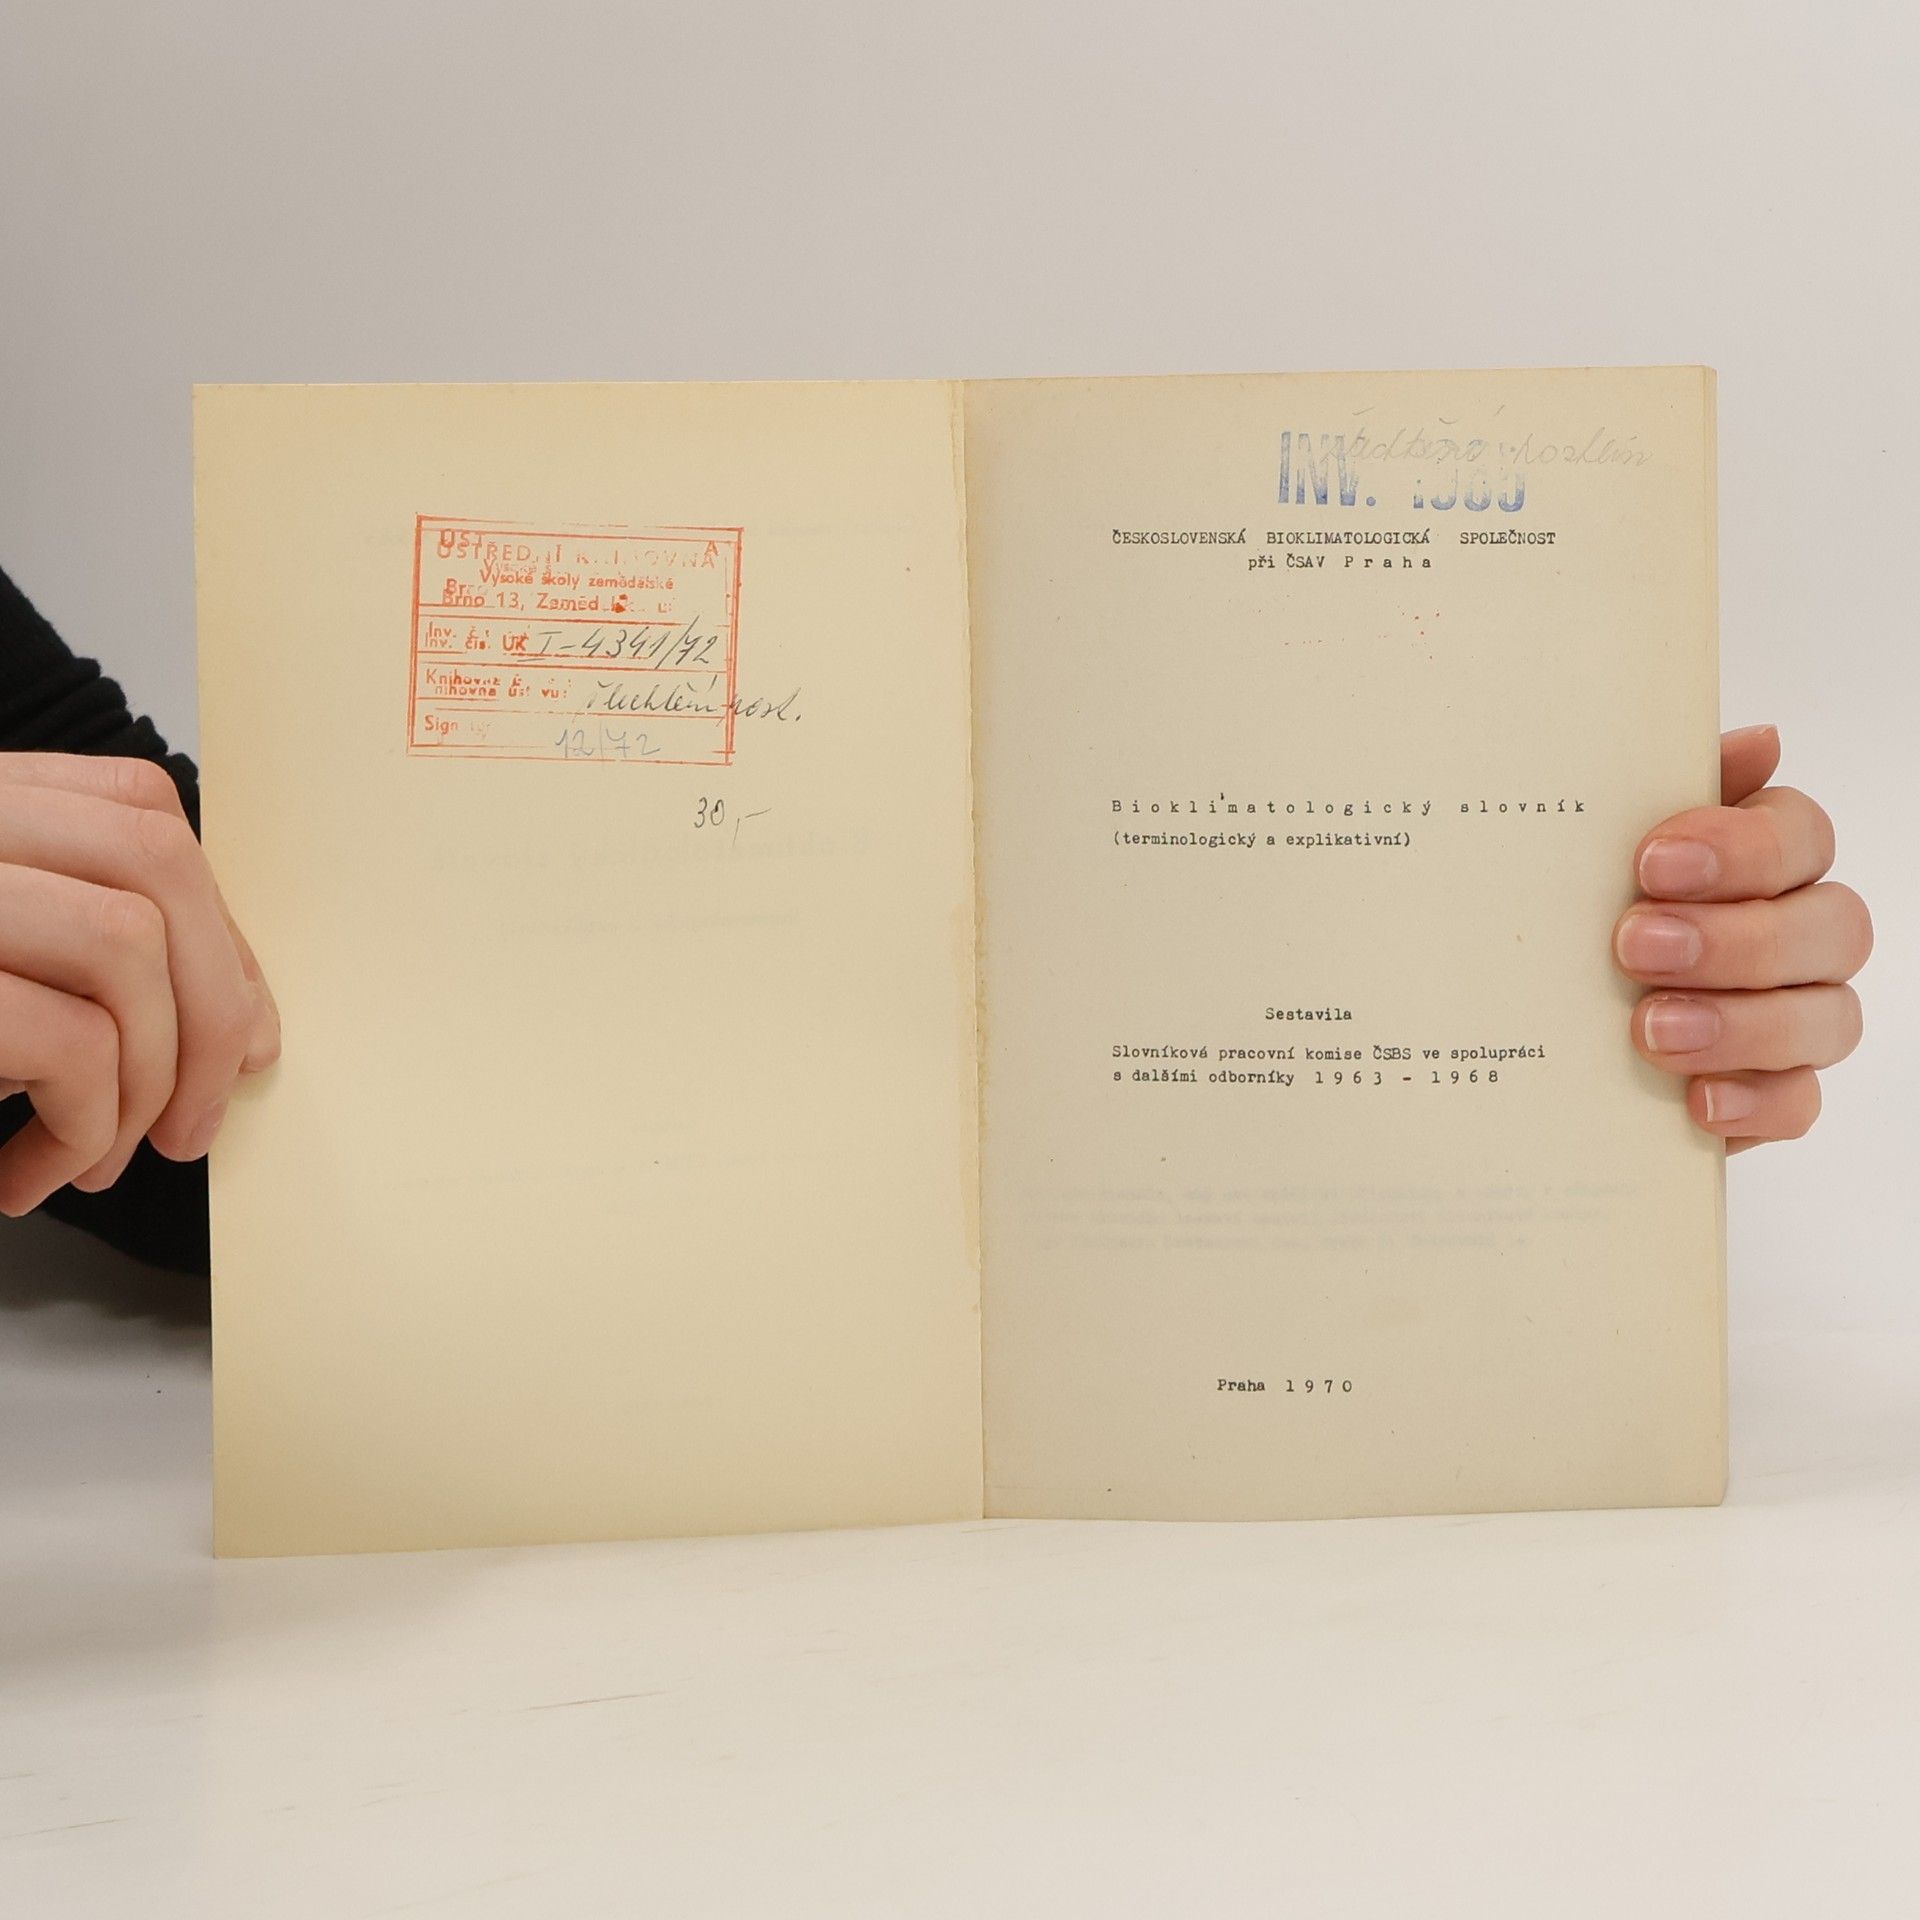 ÚSTŘEDNÍ KNIHOVNA
Vysoké školy zemědělské
Brno 13, Zeměd
Inv. čís. ÚK I-4341/72
Knihovna úst
rost.
Sign
12/72
30,-
INV.
ČESKOSLOVENSKÁ BIOKLIMATOLOGICKÁ SPOLEČNOST
při ČSAV Praha
Bioklimatologický slovník
(terminologický a explikativní)
Sestavila
Slovníková pracovní komise ČSBS ve spolupráci
s dalšími odborníky 1963 - 1968
Praha 1970